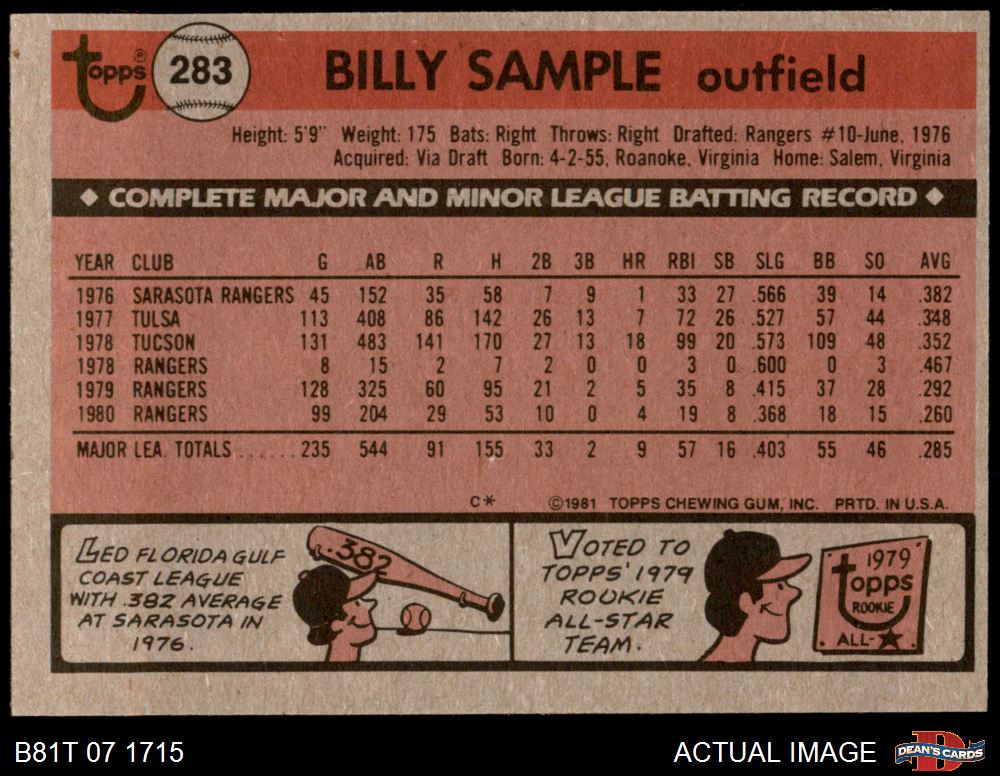 topps®
283
BILLY SAMPLE outfield
Height: 5'9" Weight: 175 Bats: Right Throws: Right Drafted: Rangers #10-June, 1976
Acquired: Via Draft Born: 4-2-55, Roanoke, Virginia Home: Salem, Virginia
◆ COMPLETE MAJOR AND MINOR LEAGUE BATTING RECORD ◆
YEAR CLUB G AB R H 2B 3B HR RBI SB SLG BB SO AVG
1976 SARASOTA RANGERS 45 152 35 58 7 9 1 33 27 .566 39 14 .382
1977 TULSA 113 408 86 142 26 13 7 72 26 .527 57 44 .348
1978 TUCSON 131 483 141 170 27 13 18 99 20 .573 109 48 .352
1978 RANGERS 8 15 2 7 2 0 0 3 0 .600 0 3 .467
1979 RANGERS 128 325 60 95 21 2 5 35 8 .415 37 28 .292
1980 RANGERS 99 204 29 53 10 0 4 19 8 .368 18 15 .260
MAJOR LEA. TOTALS ...... 235 544 91 155 33 2 9 57 16 .403 55 46 .285
C* ©1981 TOPPS CHEWING GUM, INC. PRTD. IN U.S.A.
LED FLORIDA GULF
COAST LEAGUE
WITH .382 AVERAGE
AT SARASOTA IN
1976.
.382
VOTED TO
TOPPS' 1979
ROOKIE
ALL-STAR
TEAM.
1979
topps
ROOKIE
ALL-★
B81T 07 1715
ACTUAL IMAGE
DEAN'S CARDS